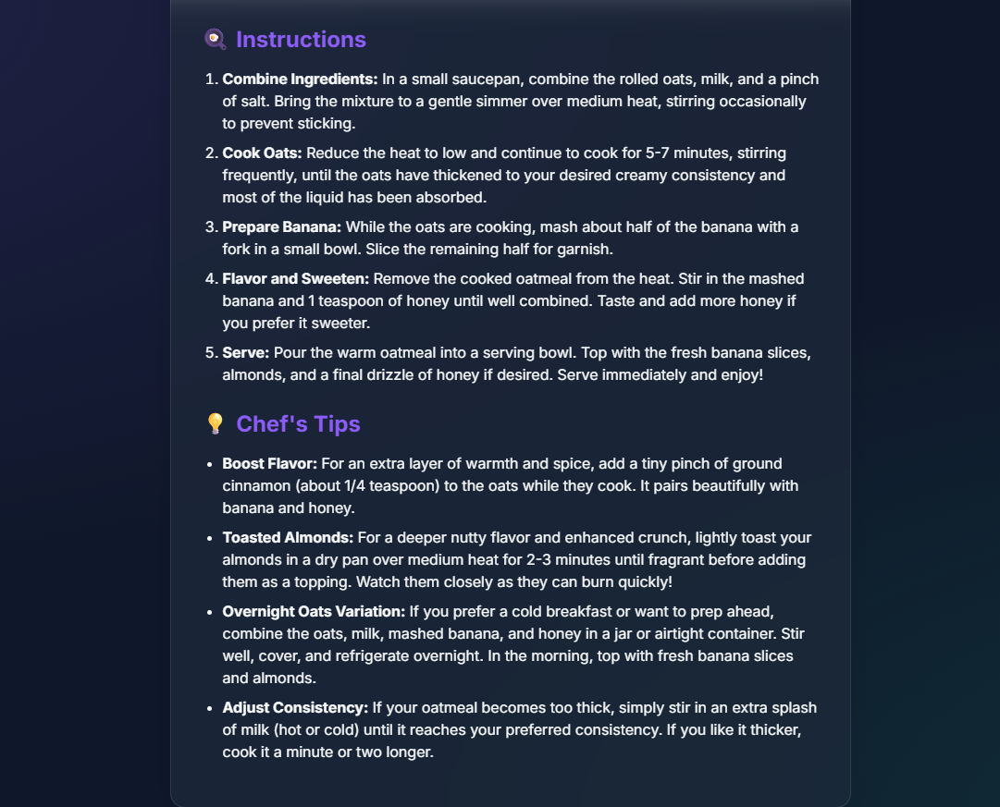 Instructions
1. Combine Ingredients: In a small saucepan, combine the rolled oats, milk, and a pinch
of salt. Bring the mixture to a gentle simmer over medium heat, stirring occasionally
to prevent sticking.
2. Cook Oats: Reduce the heat to low and continue to cook for 5-7 minutes, stirring
frequently, until the oats have thickened to your desired creamy consistency and
most of the liquid has been absorbed.
3. Prepare Banana: While the oats are cooking, mash about half of the banana with a
fork in a small bowl. Slice the remaining half for garnish.
4. Flavor and Sweeten: Remove the cooked oatmeal from the heat. Stir in the mashed
banana and 1 teaspoon of honey until well combined. Taste and add more honey if
you prefer it sweeter.
5. Serve: Pour the warm oatmeal into a serving bowl. Top with the fresh banana slices,
almonds, and a final drizzle of honey if desired. Serve immediately and enjoy!
Chef's Tips
• Boost Flavor: For an extra layer of warmth and spice, add a tiny pinch of ground
cinnamon (about 1/4 teaspoon) to the oats while they cook. It pairs beautifully with
banana and honey.
• Toasted Almonds: For a deeper nutty flavor and enhanced crunch, lightly toast your
almonds in a dry pan over medium heat for 2-3 minutes until fragrant before adding
them as a topping. Watch them closely as they can burn quickly!
• Overnight Oats Variation: If you prefer a cold breakfast or want to prep ahead,
combine the oats, milk, mashed banana, and honey in a jar or airtight container. Stir
well, cover, and refrigerate overnight. In the morning, top with fresh banana slices
and almonds.
• Adjust Consistency: If your oatmeal becomes too thick, simply stir in an extra splash
of milk (hot or cold) until it reaches your preferred consistency. If you like it thicker,
cook it a minute or two longer.